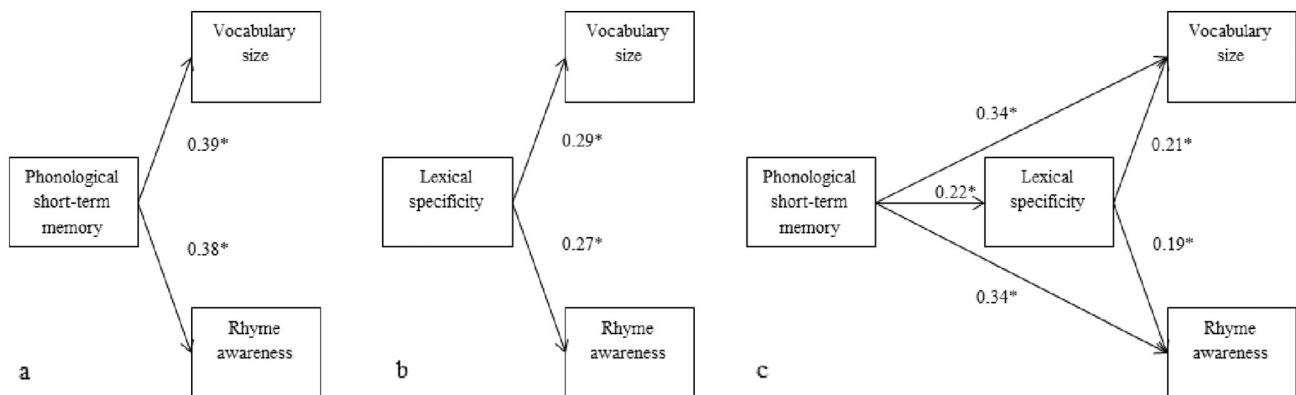 Vocabulary
size
0.39*
Phonological
short-term
memory
0.38*
Rhyme
awareness
a
Vocabulary
size
0.29*
Lexical
specificity
0.27*
Rhyme
awareness
b
Vocabulary
size
0.34*
0.21*
Phonological
short-term
memory
0.22*
Lexical
specificity
0.19*
0.34*
Rhyme
awareness
c